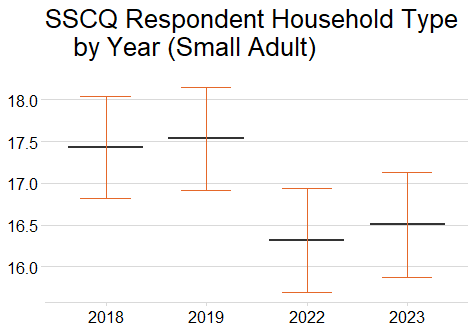 SSCQ Respondent Household Type
by Year (Small Adult)
18.0
17.5
17.0
16.5
16.0
2018 2019 2022 2023